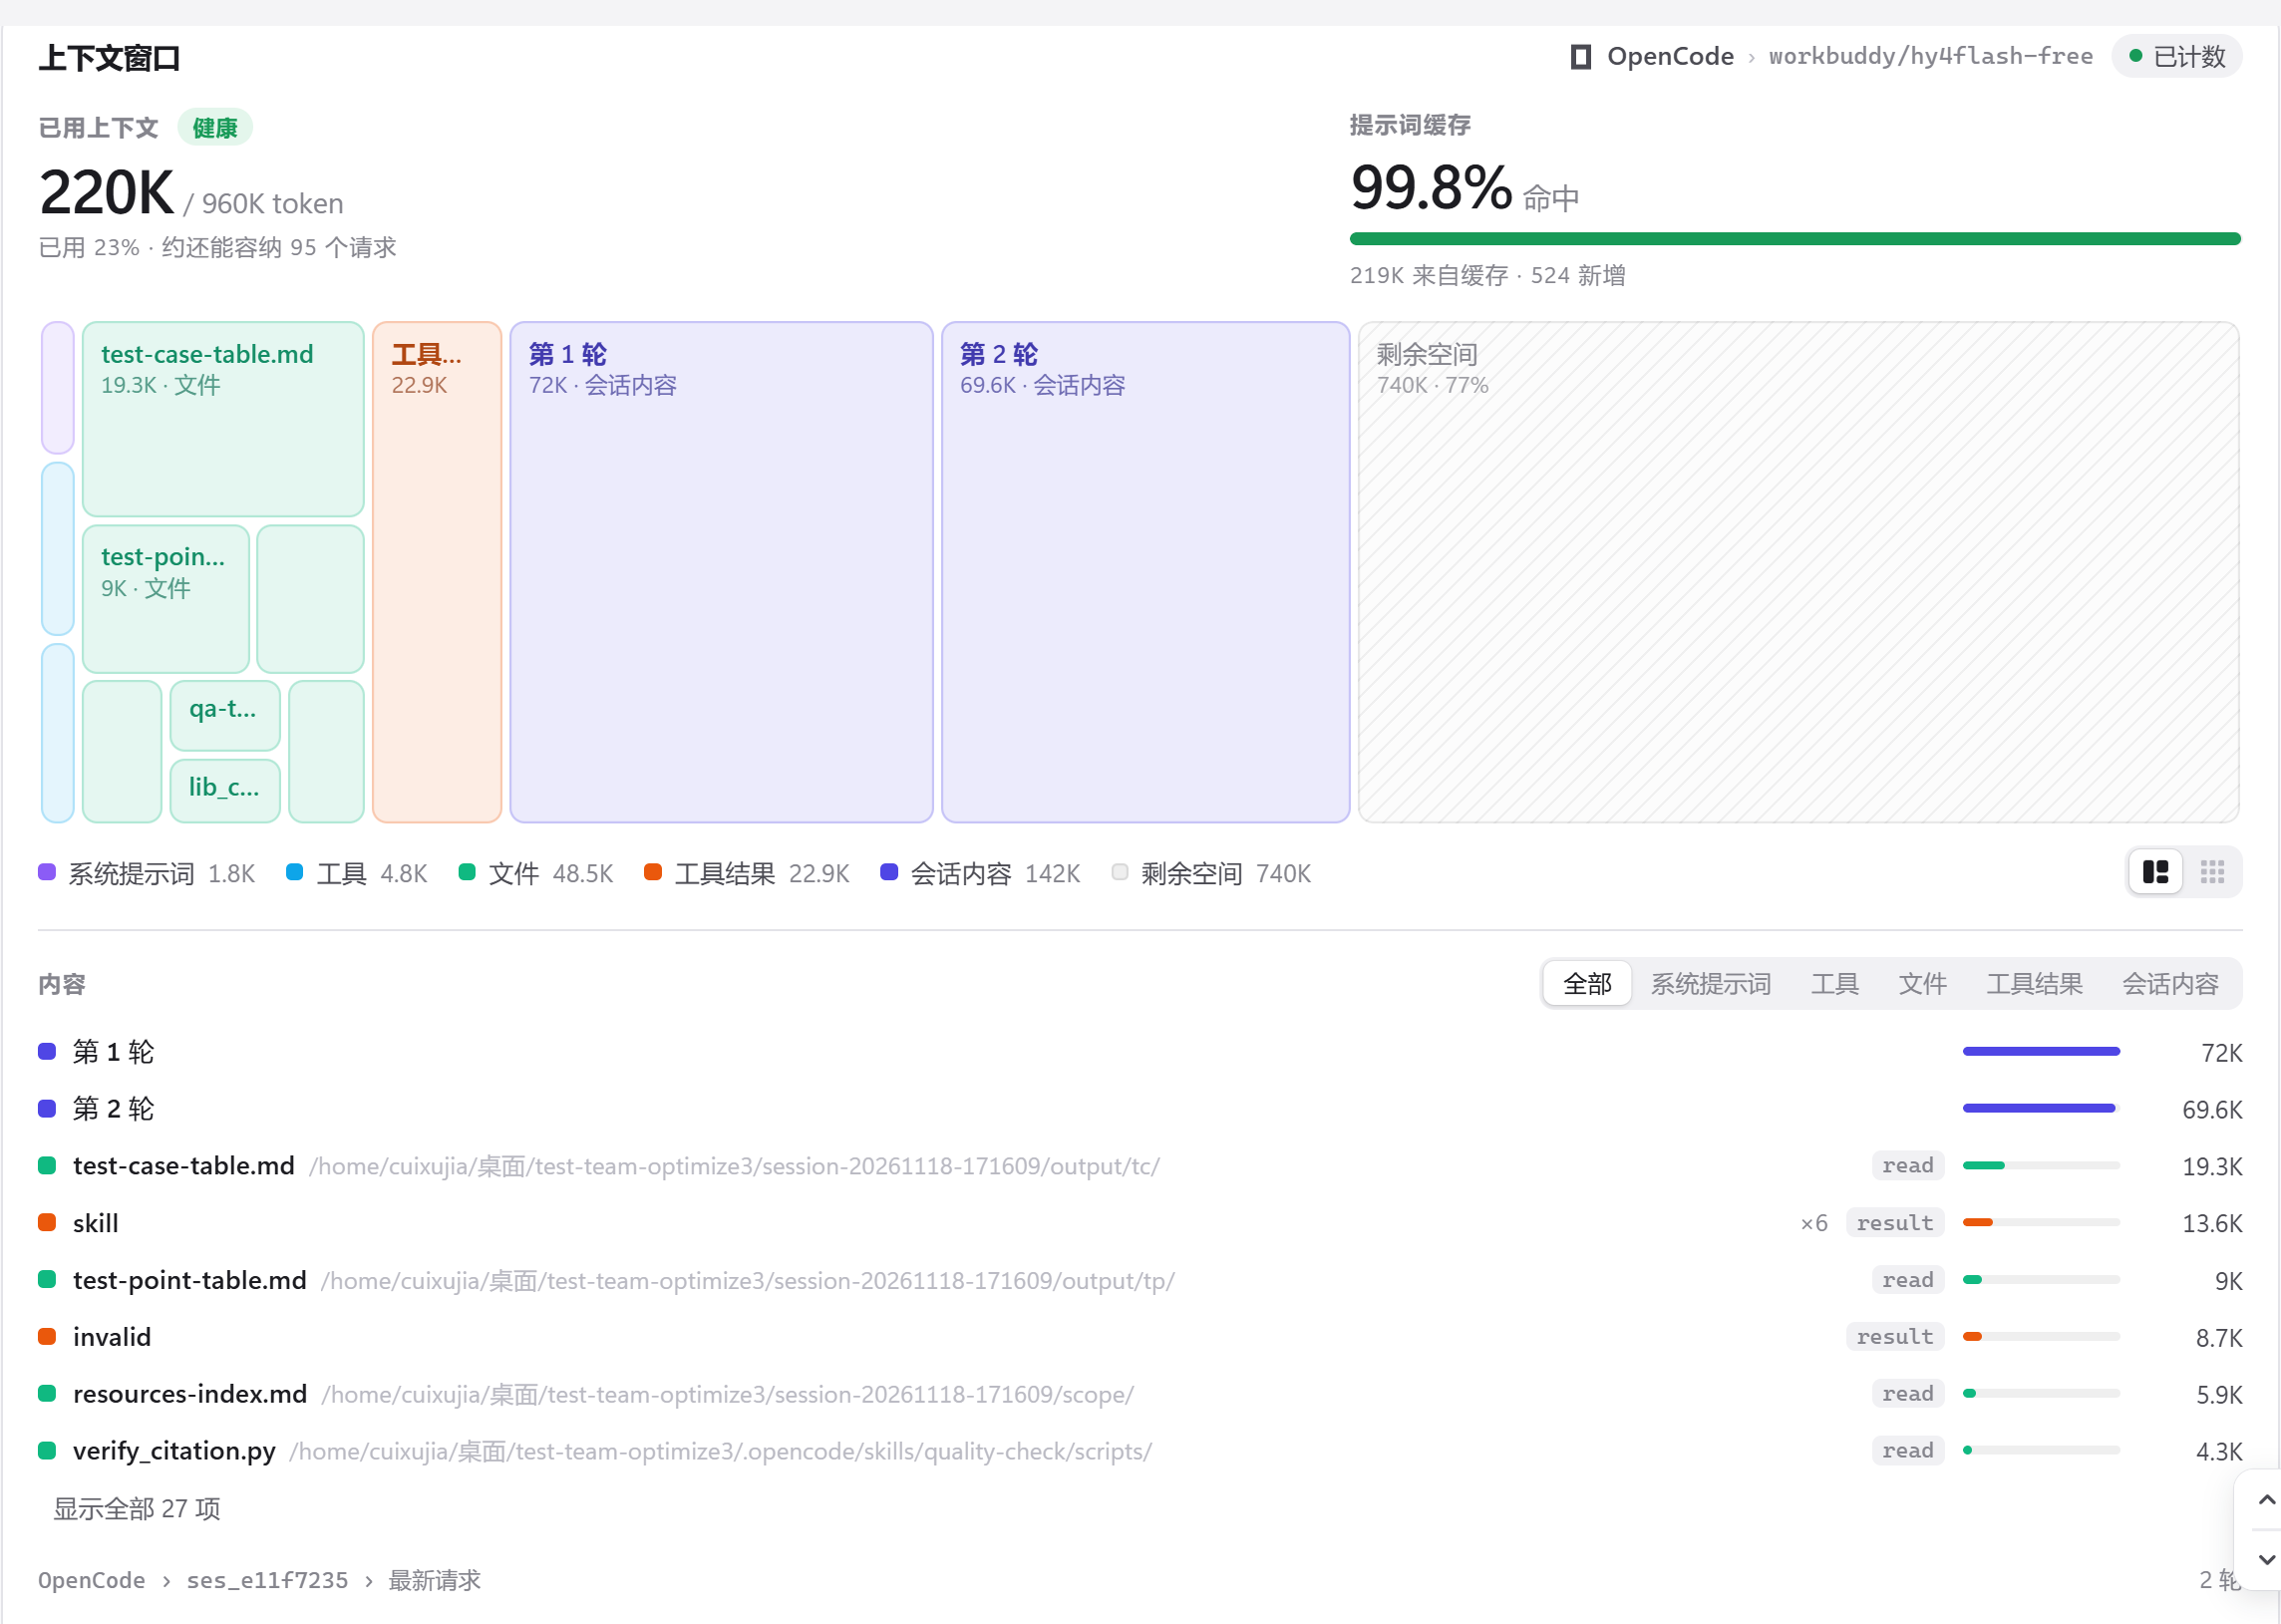 上下文窗口
OpenCode › workbuddy/hy4flash-free
已计数
已用上下文 健康
220K / 960K token
已用 23% · 约还能容纳 95 个请求
提示词缓存
99.8% 命中
219K 来自缓存 · 524 新增
test-case-table.md
19.3K · 文件
test-poin...
9K · 文件
qa-t...
lib_c...
工具...
22.9K
第 1 轮
72K · 会话内容
第 2 轮
69.6K · 会话内容
剩余空间
740K · 77%
系统提示词 1.8K 工具 4.8K 文件 48.5K 工具结果 22.9K 会话内容 142K 剩余空间 740K
内容
全部 系统提示词 工具 文件 工具结果 会话内容
第 1 轮 72K
第 2 轮 69.6K
test-case-table.md /home/cuixujia/桌面/test-team-optimize3/session-20261118-171609/output/tc/ read 19.3K
skill ×6 result 13.6K
test-point-table.md /home/cuixujia/桌面/test-team-optimize3/session-20261118-171609/output/tp/ read 9K
invalid result 8.7K
resources-index.md /home/cuixujia/桌面/test-team-optimize3/session-20261118-171609/scope/ read 5.9K
verify_citation.py /home/cuixujia/桌面/test-team-optimize3/.opencode/skills/quality-check/scripts/ read 4.3K
显示全部 27 项
OpenCode › ses_e11f7235 › 最新请求
2 轮